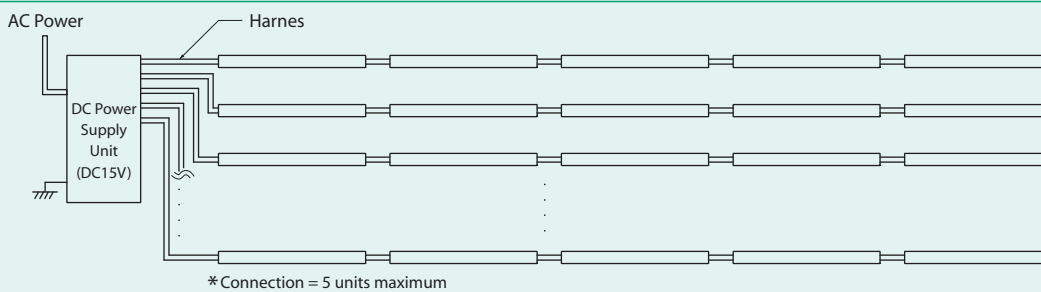 AC Power
Harnes
DC Power
Supply
Unit
(DC15V)
*Connection = 5 units maximum